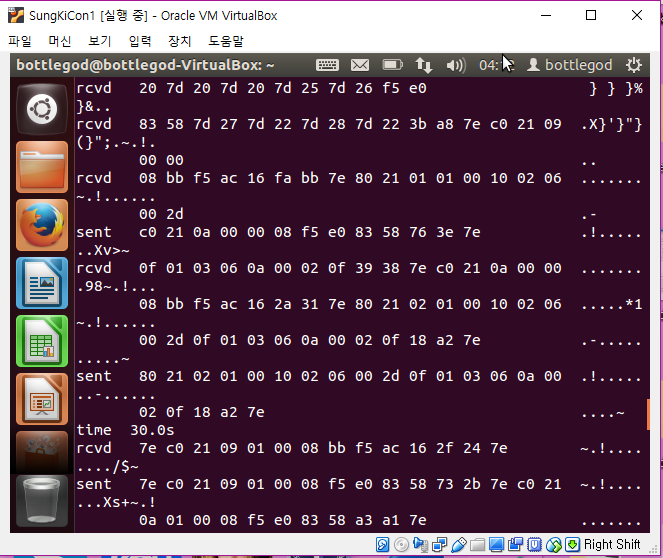 SungKiCon1 [실행 중] - Oracle VM VirtualBox
파일 머신 보기 입력 장치 도움말
bottlegod@bottlegod-VirtualBox: ~ bottlegod
rcvd 20 7d 20 7d 20 7d 25 7d 26 f5 e0 } } }%
}&..
rcvd 83 58 7d 27 7d 22 7d 28 7d 22 3b a8 7e c0 21 09 .X}'}"}
(}";.~.!.
00 00 ..
rcvd 08 bb f5 ac 16 fa bb 7e 80 21 01 01 00 10 02 06 .......
~.!......
00 2d .-
sent c0 21 0a 00 00 08 f5 e0 83 58 76 3e 7e .!.....
..Xv>~
rcvd 0f 01 03 06 0a 00 02 0f 39 38 7e c0 21 0a 00 00 .......
.98~.!...
08 bb f5 ac 16 2a 31 7e 80 21 02 01 00 10 02 06 .....*1
~.!......
00 2d 0f 01 03 06 0a 00 02 0f 18 a2 7e .-.....
.....~
sent 80 21 02 01 00 10 02 06 00 2d 0f 01 03 06 0a 00 .!.....
..-......
02 0f 18 a2 7e ....~
time 30.0s
rcvd 7e c0 21 09 01 00 08 bb f5 ac 16 2f 24 7e ~.!....
..../$~
sent 7e c0 21 09 01 00 08 f5 e0 83 58 73 2b 7e c0 21 ~.!....
...Xs+~.!
0a 01 00 08 f5 e0 83 58 a3 a1 7e .......
Right Shift